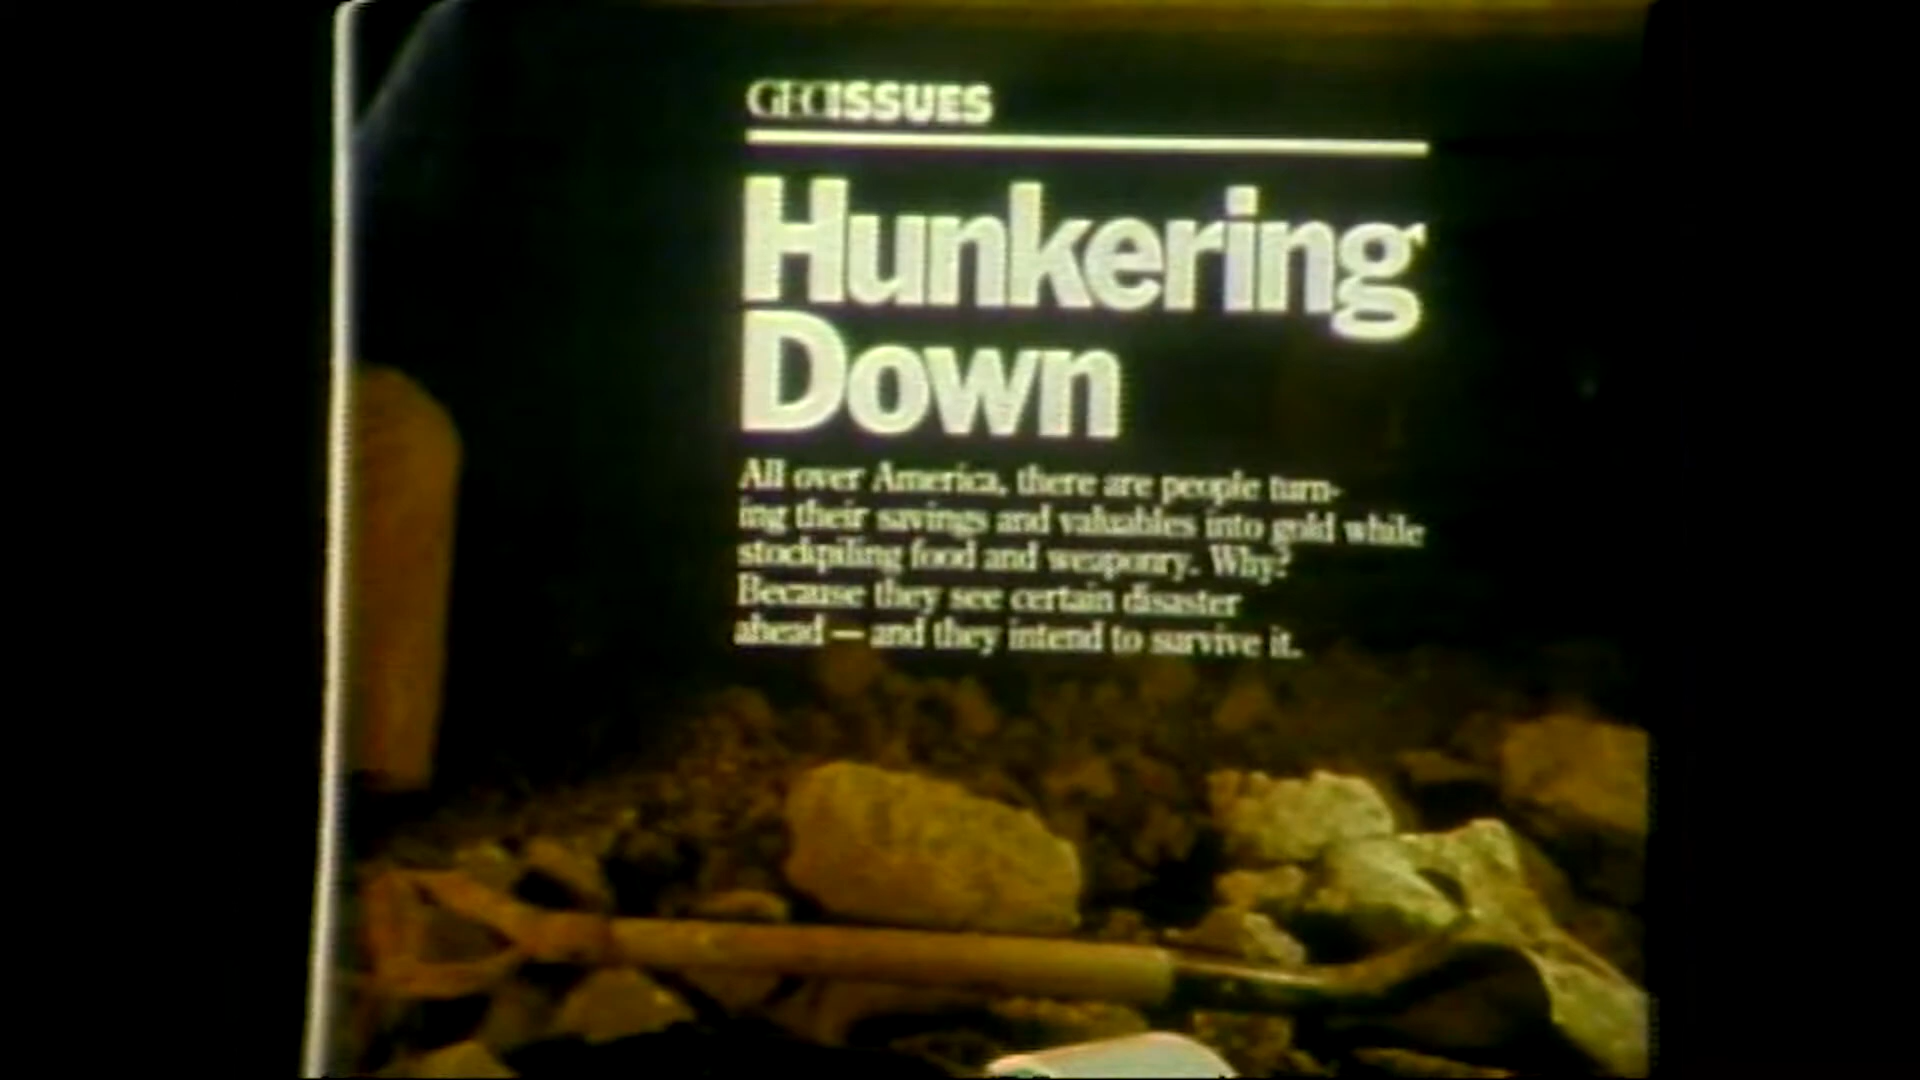 GEOISSUES
Hunkering
Down
All over America, there are people turn-
ing their savings and valuables into gold while
stockpiling food and weaponry. Why?
Because they see certain disaster
ahead — and they intend to survive it.